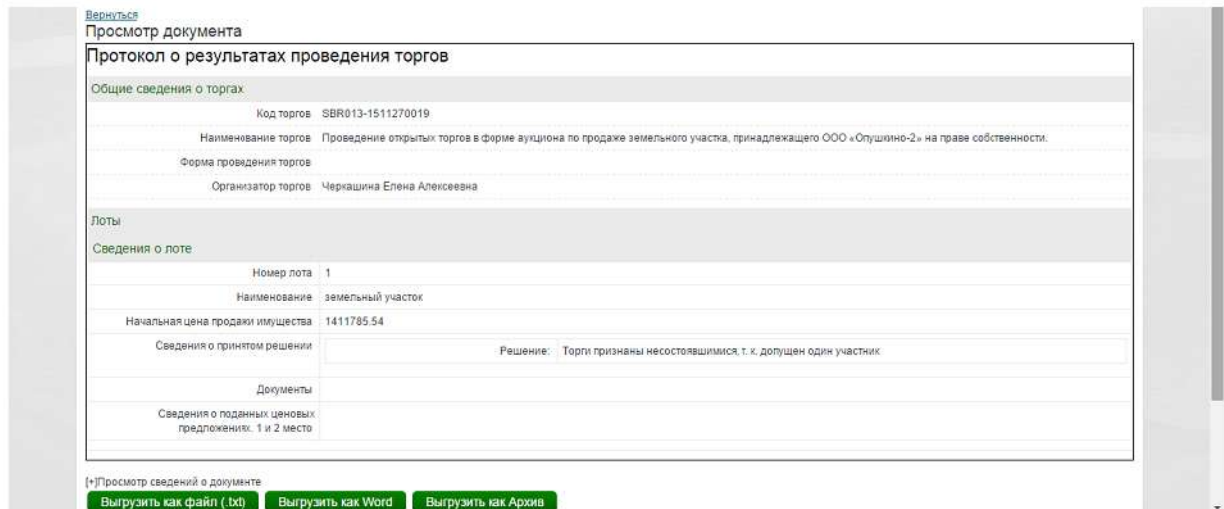 Вернуться
Просмотр документа
Протокол о результатах проведения торгов
Общие сведения о торгах
Код торгов SBR013-1511270019
Наименование торгов Проведение открытых торгов в форме аукциона по продаже земельного участка, принадлежащего ООО «Опушкино-2» на праве собственности.
Форма проведения торгов
Организатор торгов Черкашина Елена Алексеевна
Лоты
Сведения о лоте
Номер лота 1
Наименование земельный участок
Начальная цена продажи имущества 1411785.54
Сведения о принятом решении Решение: Торги признаны несостоявшимися, т. к. допущен один участник
Документы
Сведения о поданных ценовых
предложениях. 1 и 2 место
[+]Просмотр сведений о документе
Выгрузить как файл (.txt) Выгрузить как Word Выгрузить как Архив